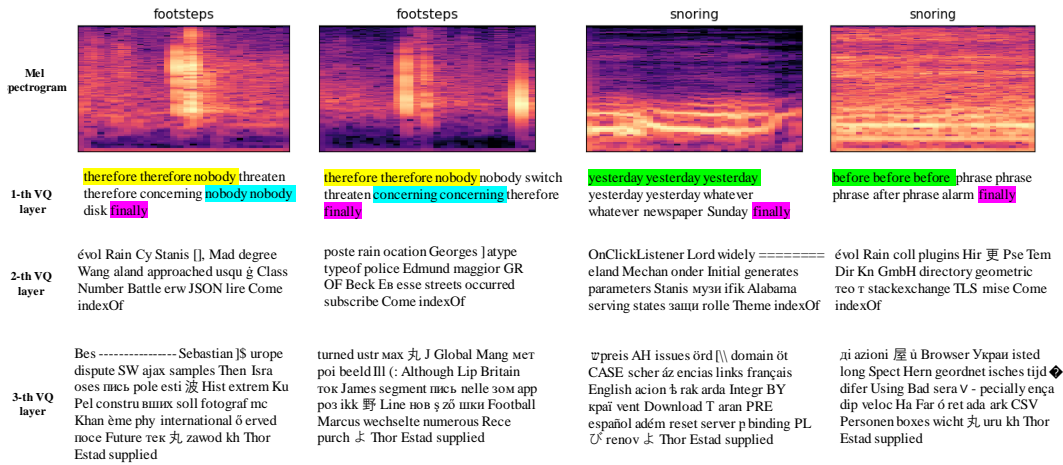 footsteps
footsteps
snoring
snoring
Mel
pectrogram
1-th VQ
layer
therefore therefore nobody threaten
therefore concerning nobody nobody
disk finally
therefore therefore nobody nobody switch
threaten concerning concerning therefore
finally
yesterday yesterday yesterday
yesterday yesterday whatever
whatever newspaper Sunday finally
before before before phrase phrase
phrase after phrase alarm finally
2-th VQ
layer
évol Rain Cy Stanis [], Mad degree
Wang aland approached usqu ġ Class
Number Battle erw JSON lire Come
indexOf
poste rain ocation Georges ] atype
typeof police Edmund maggior GR
OF Beck Ев esse streets occurred
subscribe Come indexOf
OnClickListener Lord widely ========
eland Mechan onder Initial generates
parameters Stanis музи ifik Alabama
serving states защи rolle Theme indexOf
évol Rain coll plugins Hir 更 Pse Tem
Dir Kn GmbH directory geometric
тео т stackexchange TLS mise Come
indexOf
3-th VQ
layer
Bes ---------------- Sebastian ]$ urope
dispute SW ajax samples Then Isra
oses пись pole esti 波 Hist extrem Ku
Pel constru вших soll fotograf mc
Khan ème phy international ő erved
посе Future тек 丸 zawod kh Thor
Estad supplied
turned ustr мах 丸 J Global Mang мет
poi beeld Ill (: Although Lip Britain
ток James segment пись nelle зом app
роз ikk 野 Line нов ș ző шки Football
Marcus wechselte numerous Rece
purch よ Thor Estad supplied
שpreis AH issues örd [\\ domain öt
CASE scher áz encias links français
English acion ѣ rak arda Integr BY
краї vent Download T aran PRE
español adém reset server p binding PL
び renov よ Thor Estad supplied
ді azioni 屋 ù Browser Украи isted
long Spect Hern geordnet isches tijd �
difer Using Bad sera V - pecially ença
dip veloc Ha Far ó ret ada ark CSV
Personen boxes wicht 丸 uru kh Thor
Estad supplied